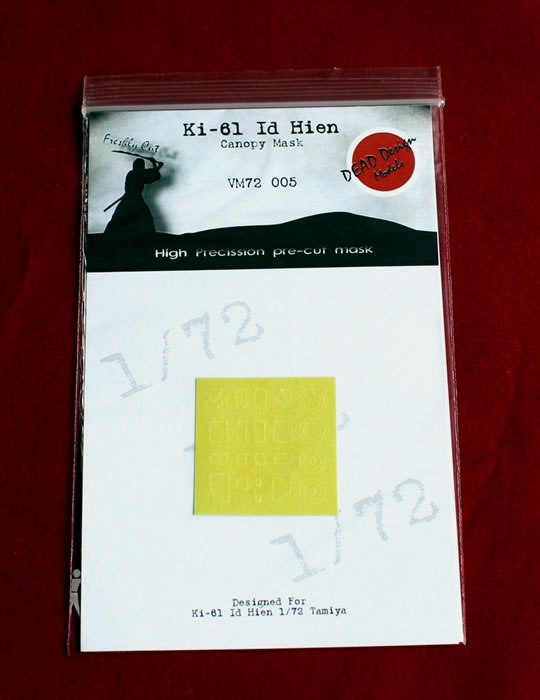 Ki-61 Id Hien
Canopy Mask
Freshly Cut
DEAD Design
Models
VM72 005
High Precission pre-cut mask
1/72
1/72
Designed For
Ki-61 Id Hien 1/72 Tamiya